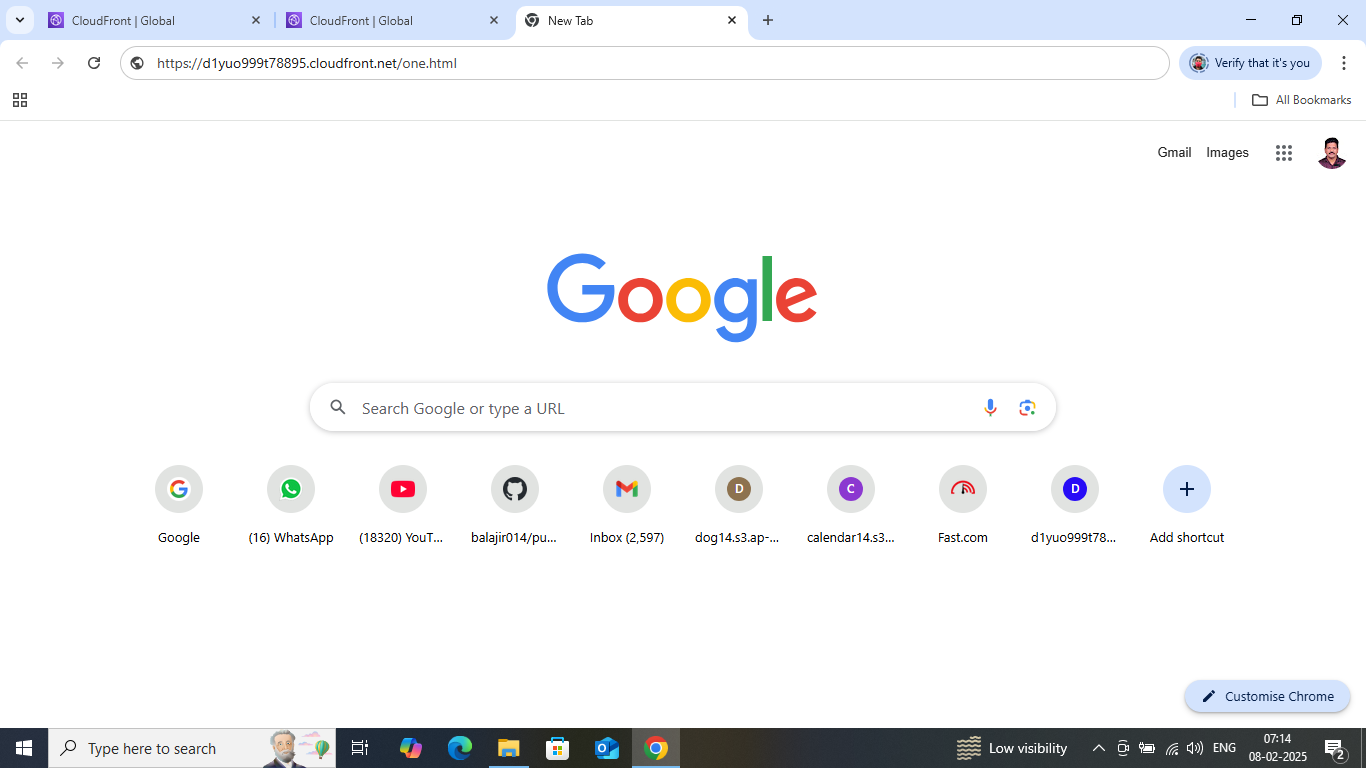 CloudFront | Global
CloudFront | Global
New Tab
https://d1yuo999t78895.cloudfront.net/one.html
Verify that it's you
All Bookmarks
Gmail
Images
Google
Search Google or type a URL
Google
(16) WhatsApp
(18320) YouT...
balajir014/pu...
Inbox (2,597)
D
dog14.s3.ap-...
C
calendar14.s3...
Fast.com
D
d1yuo999t78...
Add shortcut
Customise Chrome
Type here to search
Low visibility
ENG
07:14
08-02-2025
2